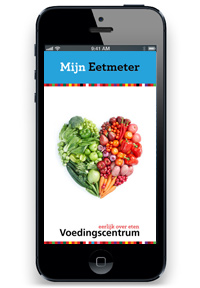 9:41 AM
Mijn Eetmeter
eerlijk over eten
Voedingscentrum